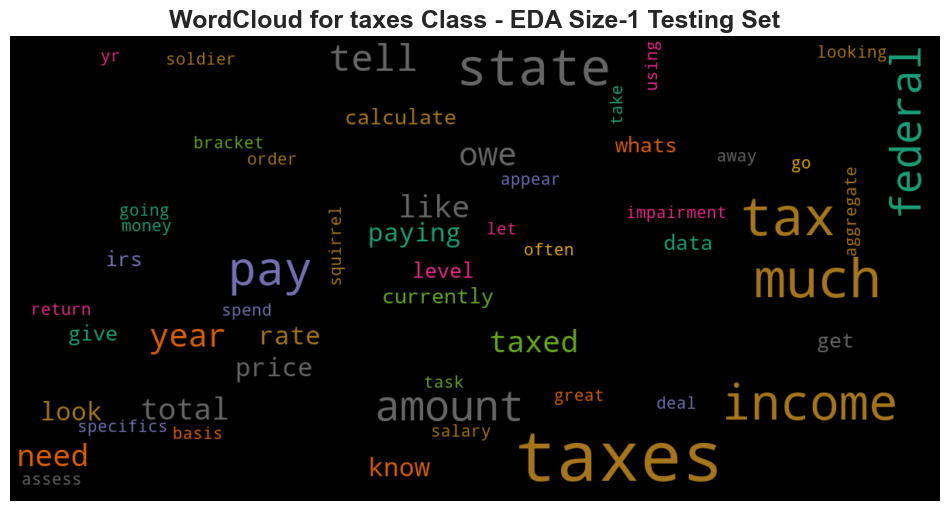 WordCloud for taxes Class - EDA Size-1 Testing Set
yr
soldier
tell
state
using
looking
federal
take
calculate
bracket
order
owe
whats
away
go
appear
aggregate
going
money
squirrel
like
paying
let
impairment
tax
data
often
irs
pay
level
much
currently
return
spend
give
year
rate
taxed
get
price
task
look
total
amount
great
deal
income
specifics
basis
salary
taxes
need
know
assess